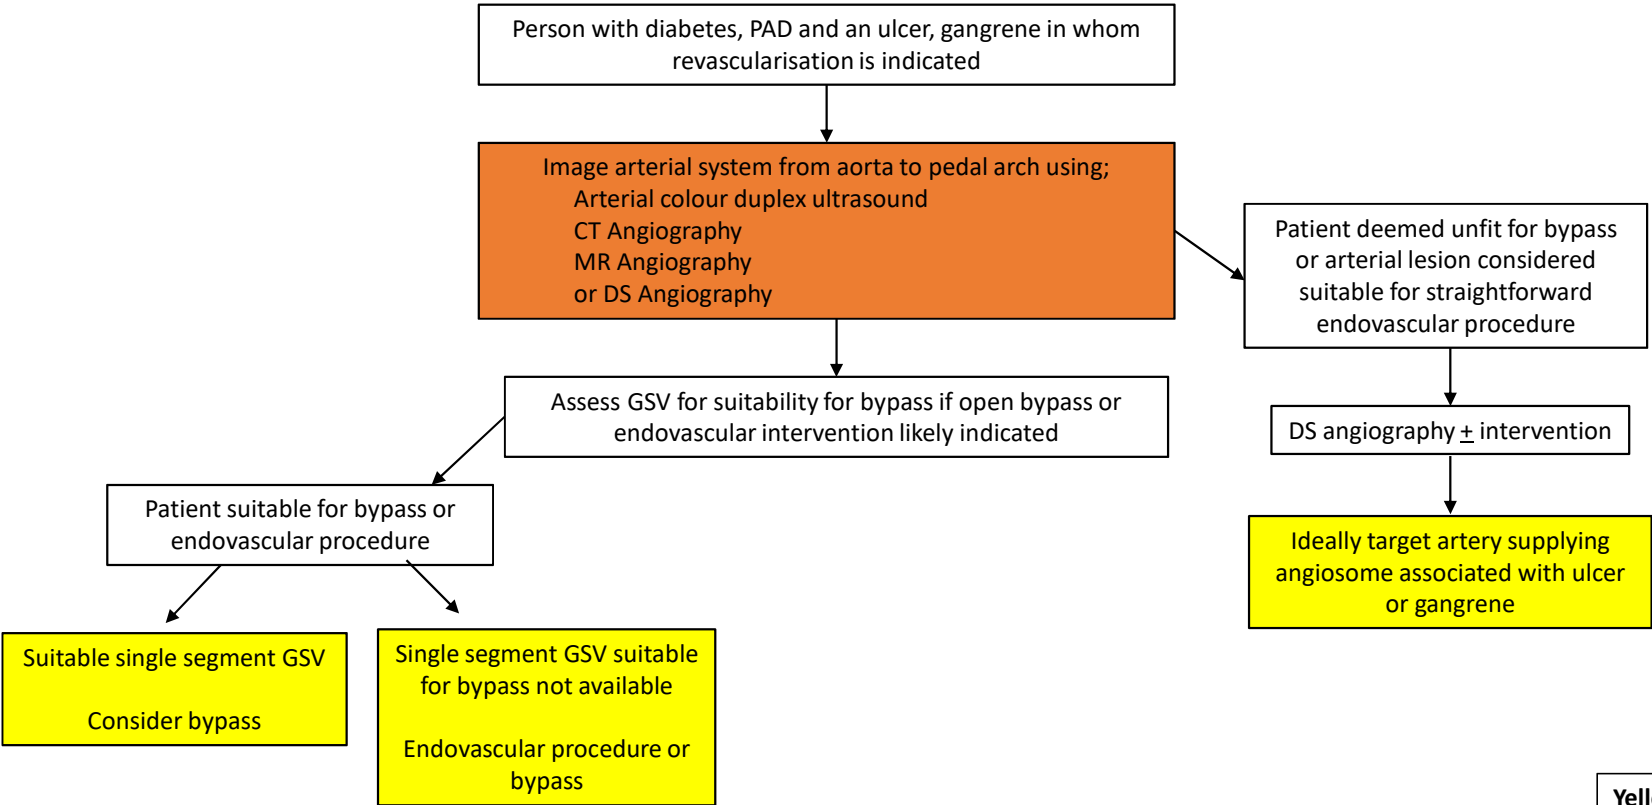 Person with diabetes, PAD and an ulcer, gangrene in whom
revascularisation is indicated
Image arterial system from aorta to pedal arch using;
Arterial colour duplex ultrasound
CT Angiography
MR Angiography
or DS Angiography
Patient deemed unfit for bypass
or arterial lesion considered
suitable for straightforward
endovascular procedure
Assess GSV for suitability for bypass if open bypass or
endovascular intervention likely indicated
DS angiography + intervention
Patient suitable for bypass or
endovascular procedure
Ideally target artery supplying
angiosome associated with ulcer
or gangrene
Suitable single segment GSV
Consider bypass
Single segment GSV suitable
for bypass not available
Endovascular procedure or
bypass